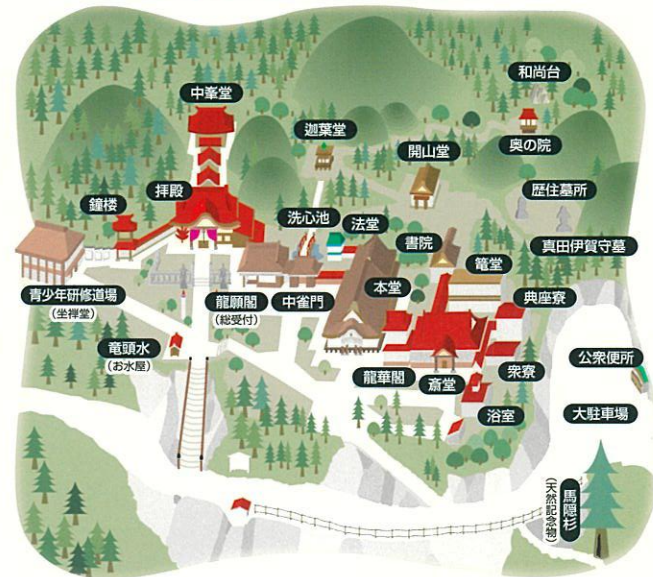 和尚台
中峯堂
迦葉堂
開山堂
奥の院
拝殿
歴住墓所
鐘楼
洗心池
法堂
書院
真田伊賀守墓
篭堂
青少年研修道場
(坐禅堂)
龍願閣
(総受付)
中雀門
本堂
典座寮
竜頭水
(お水屋)
龍華閣
斎堂
衆寮
公衆便所
浴室
大駐車場
馬隠杉
(天然記念物)